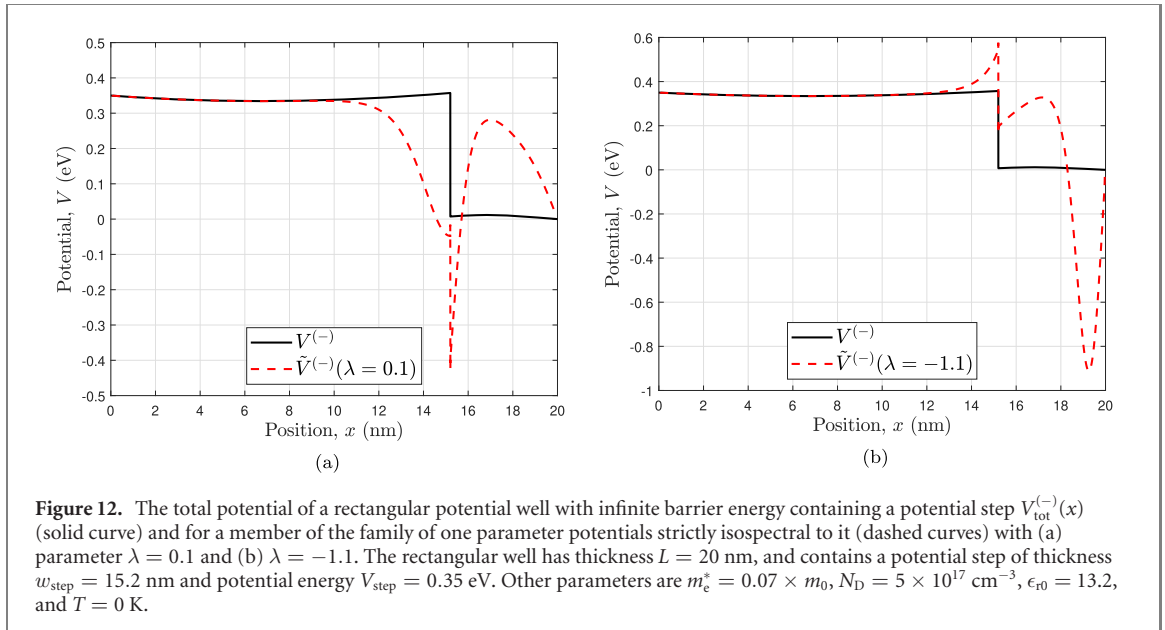 0.5
0.4
0.3
0.2
0.1
0
-0.1
-0.2
-0.3
-0.4
-0.5
Potential, V (eV)
V⁽⁻⁾
Ṽ⁽⁻⁾(λ = 0.1)
0 2 4 6 8 10 12 14 16 18 20
Position, x (nm)
(a)
0.6
0.4
0.2
0
-0.2
-0.4
-0.6
-0.8
-1
Potential, V (eV)
V⁽⁻⁾
Ṽ⁽⁻⁾(λ = −1.1)
0 2 4 6 8 10 12 14 16 18 20
Position, x (nm)
(b)
Figure 12. The total potential of a rectangular potential well with infinite barrier energy containing a potential step V_tot^(−)(x)
(solid curve) and for a member of the family of one parameter potentials strictly isospectral to it (dashed curves) with (a)
parameter λ = 0.1 and (b) λ = −1.1. The rectangular well has thickness L = 20 nm, and contains a potential step of thickness
w_step = 15.2 nm and potential energy V_step = 0.35 eV. Other parameters are m_e^* = 0.07 × m₀, N_D = 5 × 10¹⁷ cm⁻³, ϵ_r0 = 13.2,
and T = 0 K.